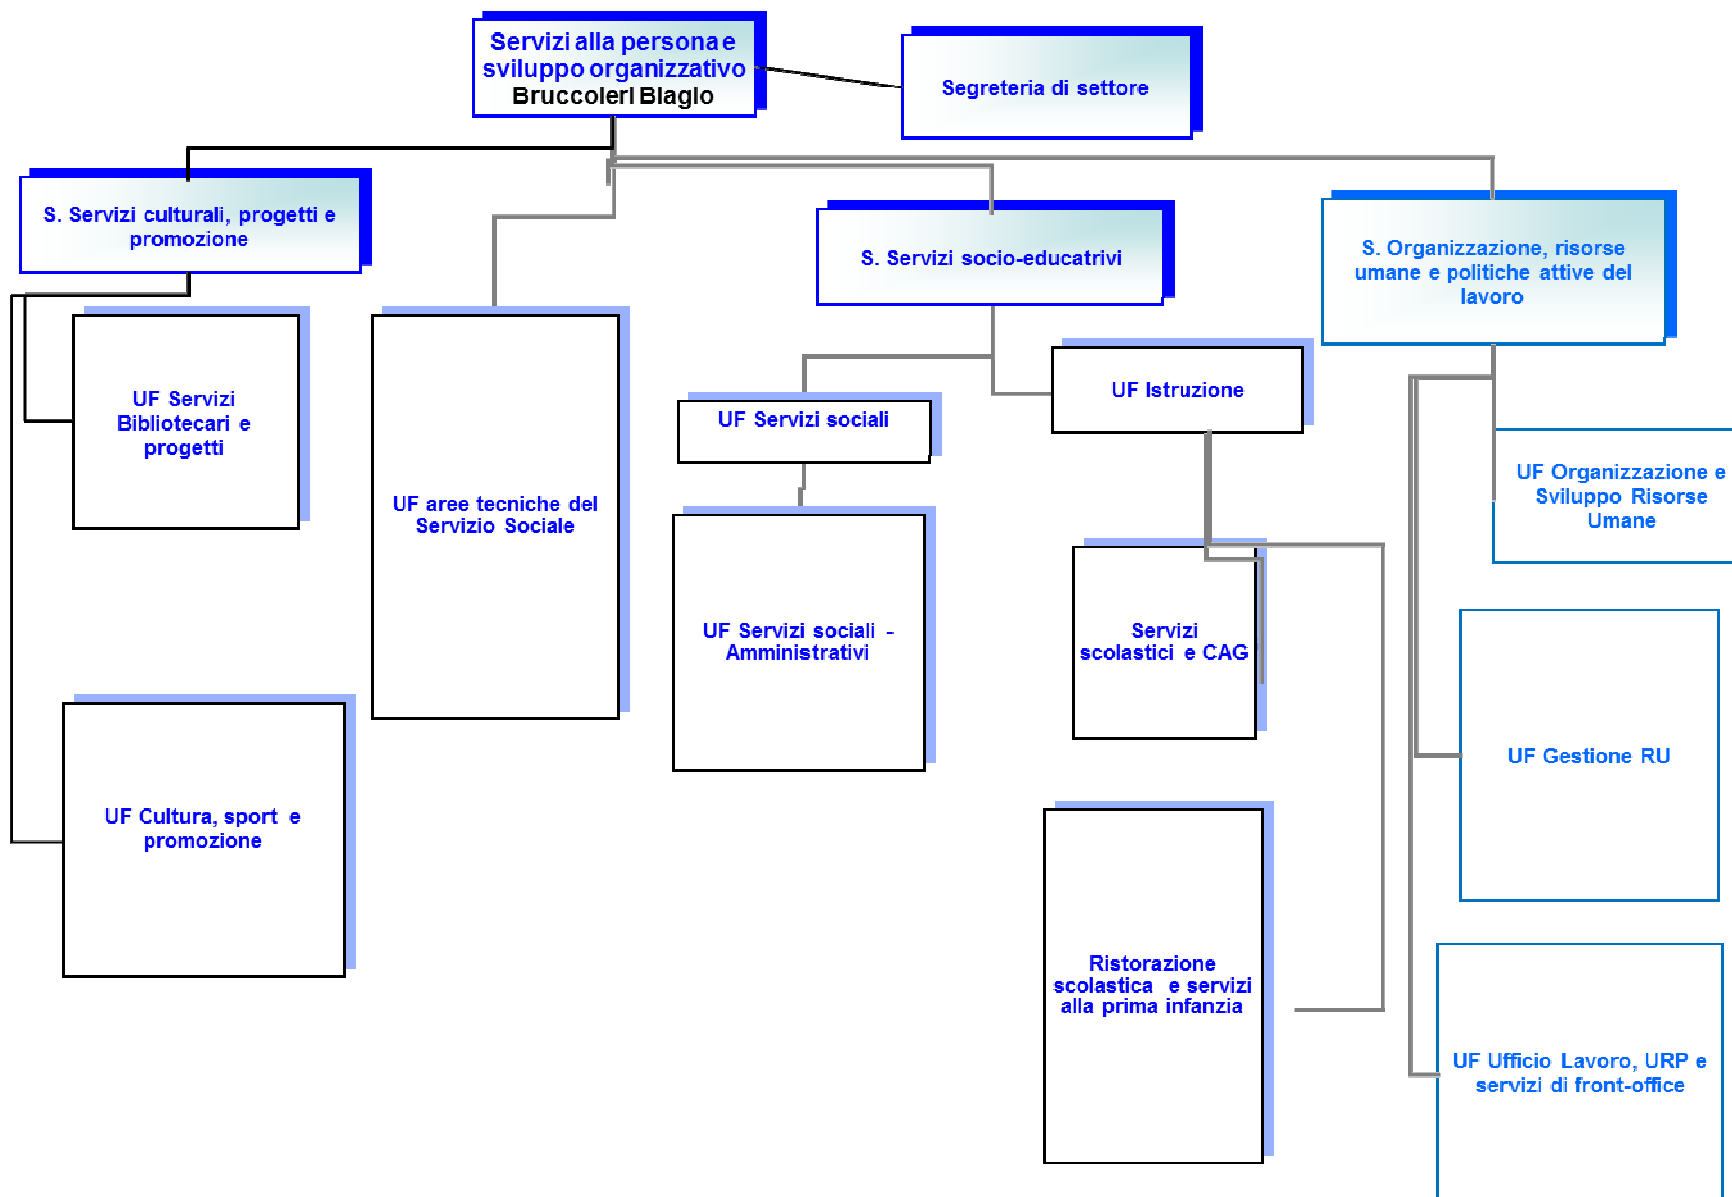 Servizi alla persona e
sviluppo organizzativo
Bruccoleri Biagio
Segreteria di settore
S. Servizi culturali, progetti e
promozione
S. Servizi socio-educatrivi
S. Organizzazione, risorse
umane e politiche attive del
lavoro
UF Servizi
Bibliotecari e
progetti
UF aree tecniche del
Servizio Sociale
UF Servizi sociali
UF Istruzione
UF Organizzazione e
Sviluppo Risorse
Umane
UF Servizi sociali -
Amministrativi
Servizi
scolastici e CAG
UF Gestione RU
UF Cultura, sport e
promozione
Ristorazione
scolastica e servizi
alla prima infanzia
UF Ufficio Lavoro, URP e
servizi di front-office